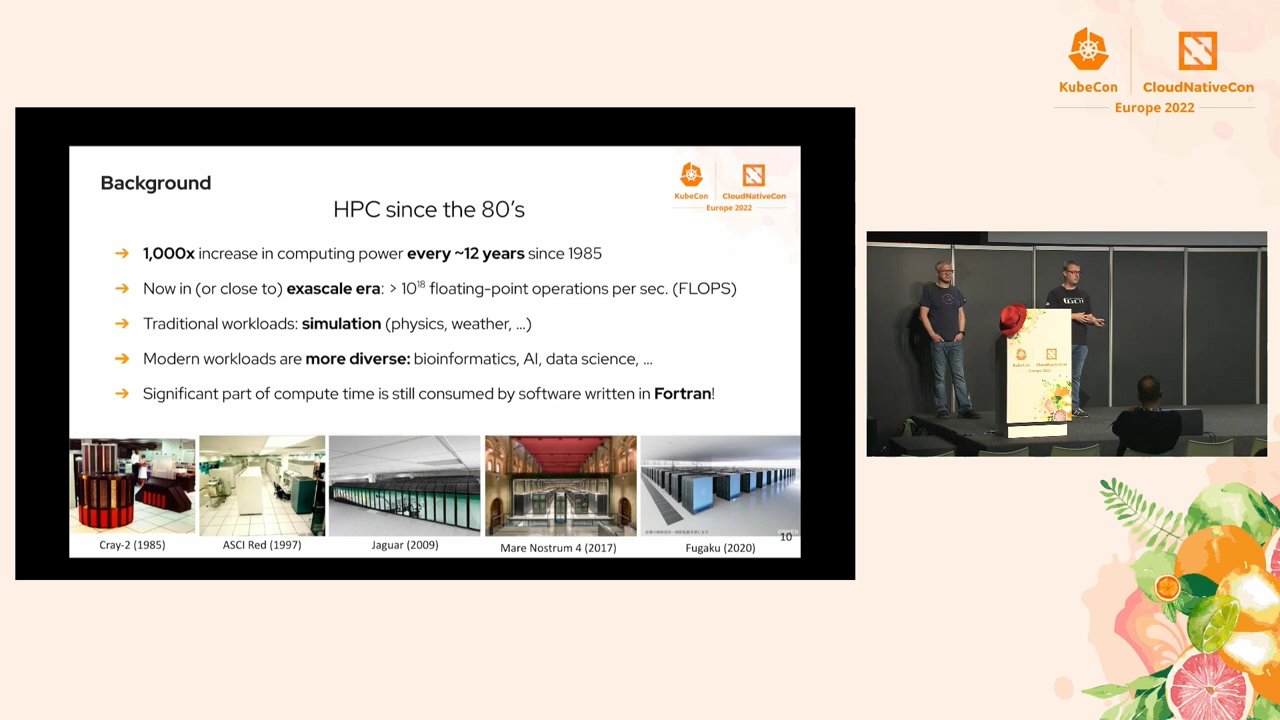 KubeCon
CloudNativeCon
Europe 2022
Background
KubeCon
CloudNativeCon
Europe 2022
HPC since the 80's
➔ 1,000x increase in computing power every ~12 years since 1985
➔ Now in (or close to) exascale era: > 10¹⁸ floating-point operations per sec. (FLOPS)
➔ Traditional workloads: simulation (physics, weather, ...)
➔ Modern workloads are more diverse: bioinformatics, AI, data science, ...
➔ Significant part of compute time is still consumed by software written in Fortran!
Cray-2 (1985)
ASCI Red (1997)
Jaguar (2009)
Mare Nostrum 4 (2017)
Fugaku (2020)
10